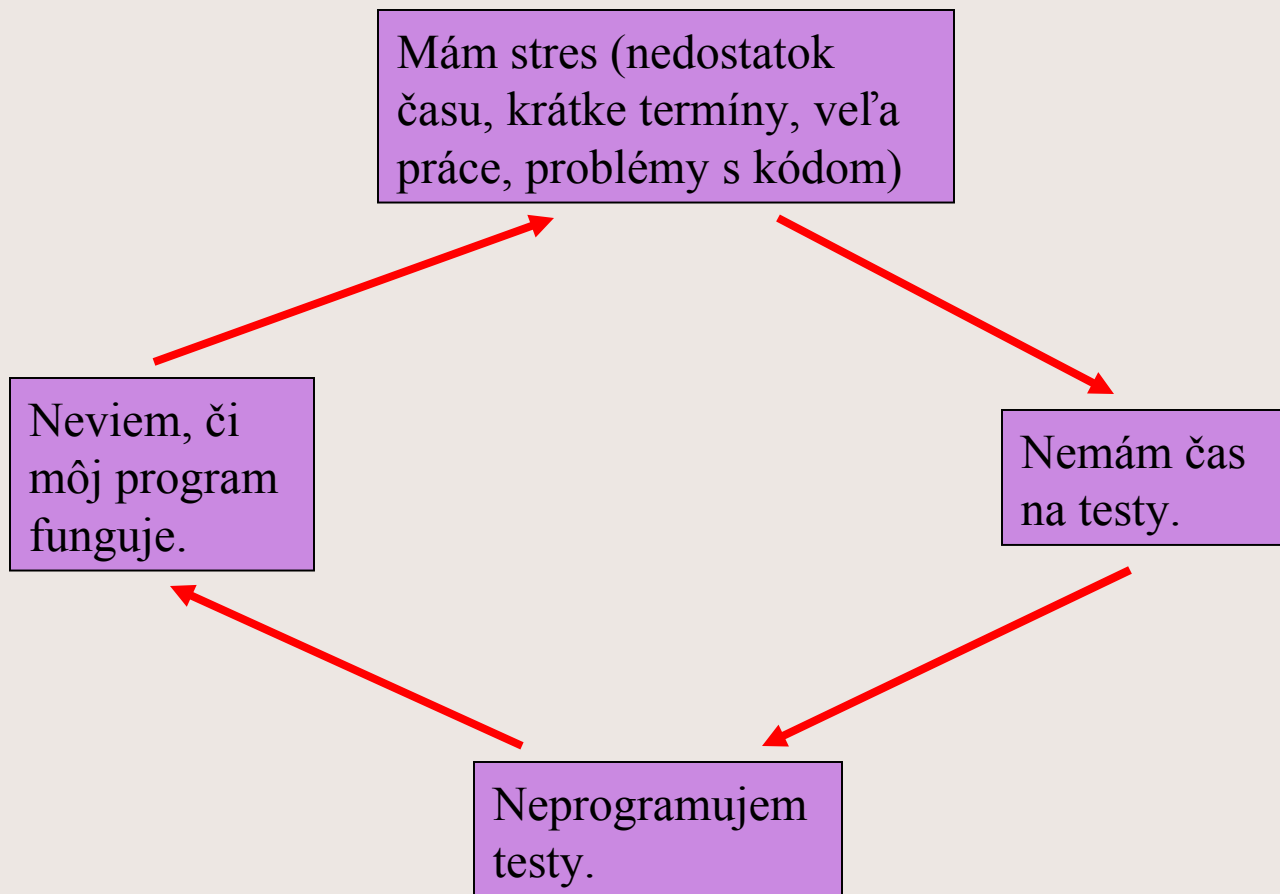 Mám stres (nedostatok
času, krátke termíny, veľa
práce, problémy s kódom)
Nemám čas
na testy.
Neprogramujem
testy.
Neviem, či
môj program
funguje.